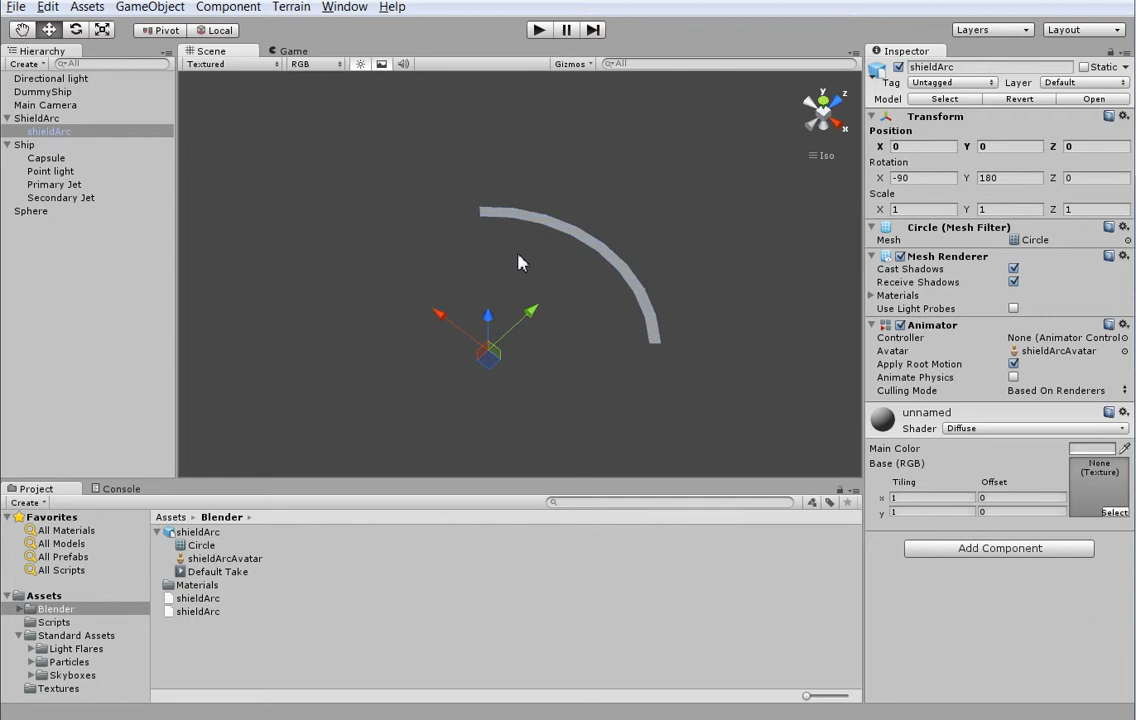 File Edit Assets GameObject Component Terrain Window Help
Pivot Local Layers Layout
Hierarchy
Create All
Directional light
DummyShip
Main Camera
ShieldArc
shieldArc
Ship
Capsule
Point light
Primary Jet
Secondary Jet
Sphere
Scene Game
Textured RGB Gizmos All
y
z
x
Iso
Inspector
shieldArc Static
Tag Untagged Layer Default
Model Select Revert Open
Transform
Position
X 0 Y 0 Z 0
Rotation
X -90 Y 180 Z 0
Scale
X 1 Y 1 Z 1
Circle (Mesh Filter)
Mesh Circle
Mesh Renderer
Cast Shadows
Receive Shadows
Materials
Use Light Probes
Animator
Controller None (Animator Control
Avatar shieldArcAvatar
Apply Root Motion
Animate Physics
Culling Mode Based On Renderers
unnamed
Shader Diffuse
Main Color
Base (RGB)
None
(Texture)
Tiling Offset
x 1 0
y 1 0
Select
Add Component
Project Console
Create
Favorites
All Materials
All Models
All Prefabs
All Scripts
Assets
Blender
Scripts
Standard Assets
Light Flares
Particles
Skyboxes
Textures
Assets Blender
shieldArc
Circle
shieldArcAvatar
Default Take
Materials
shieldArc
shieldArc